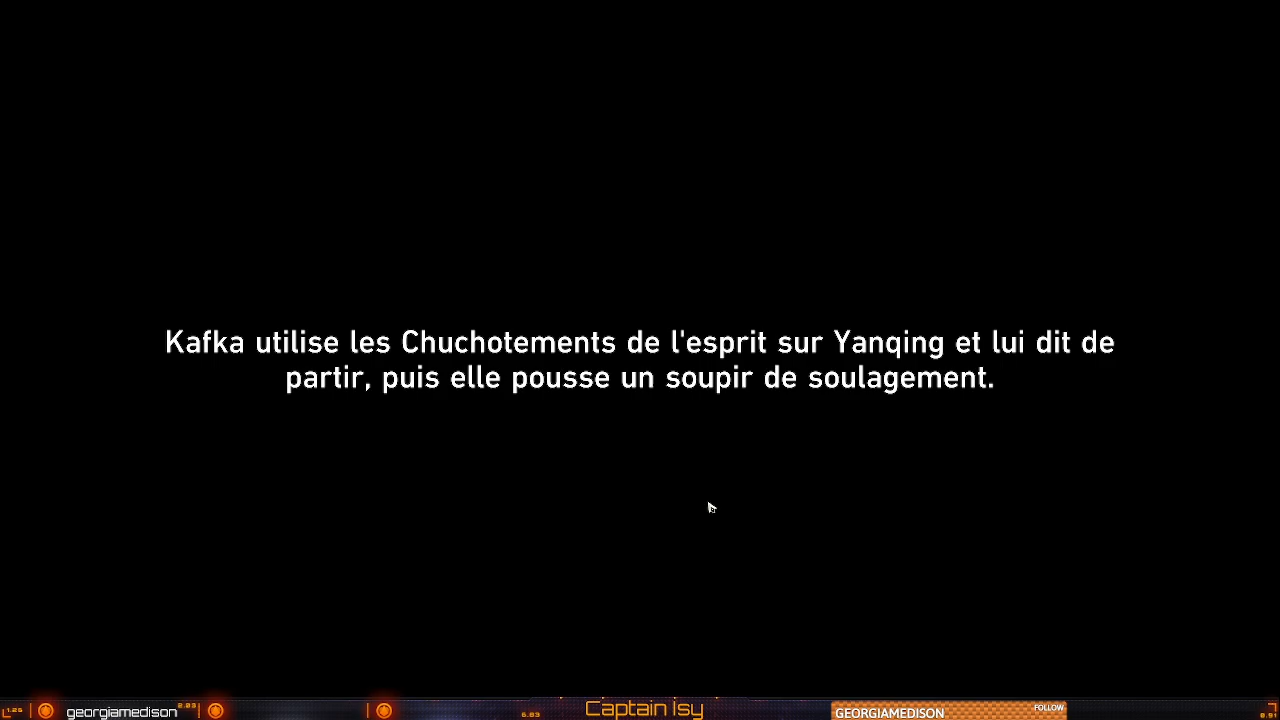 Kafka utilise les Chuchotements de l'esprit sur Yanqing et lui dit de
partir, puis elle pousse un soupir de soulagement.
georgiamedison
Captain Isy
GEORGIAMEDISON
FOLLOW